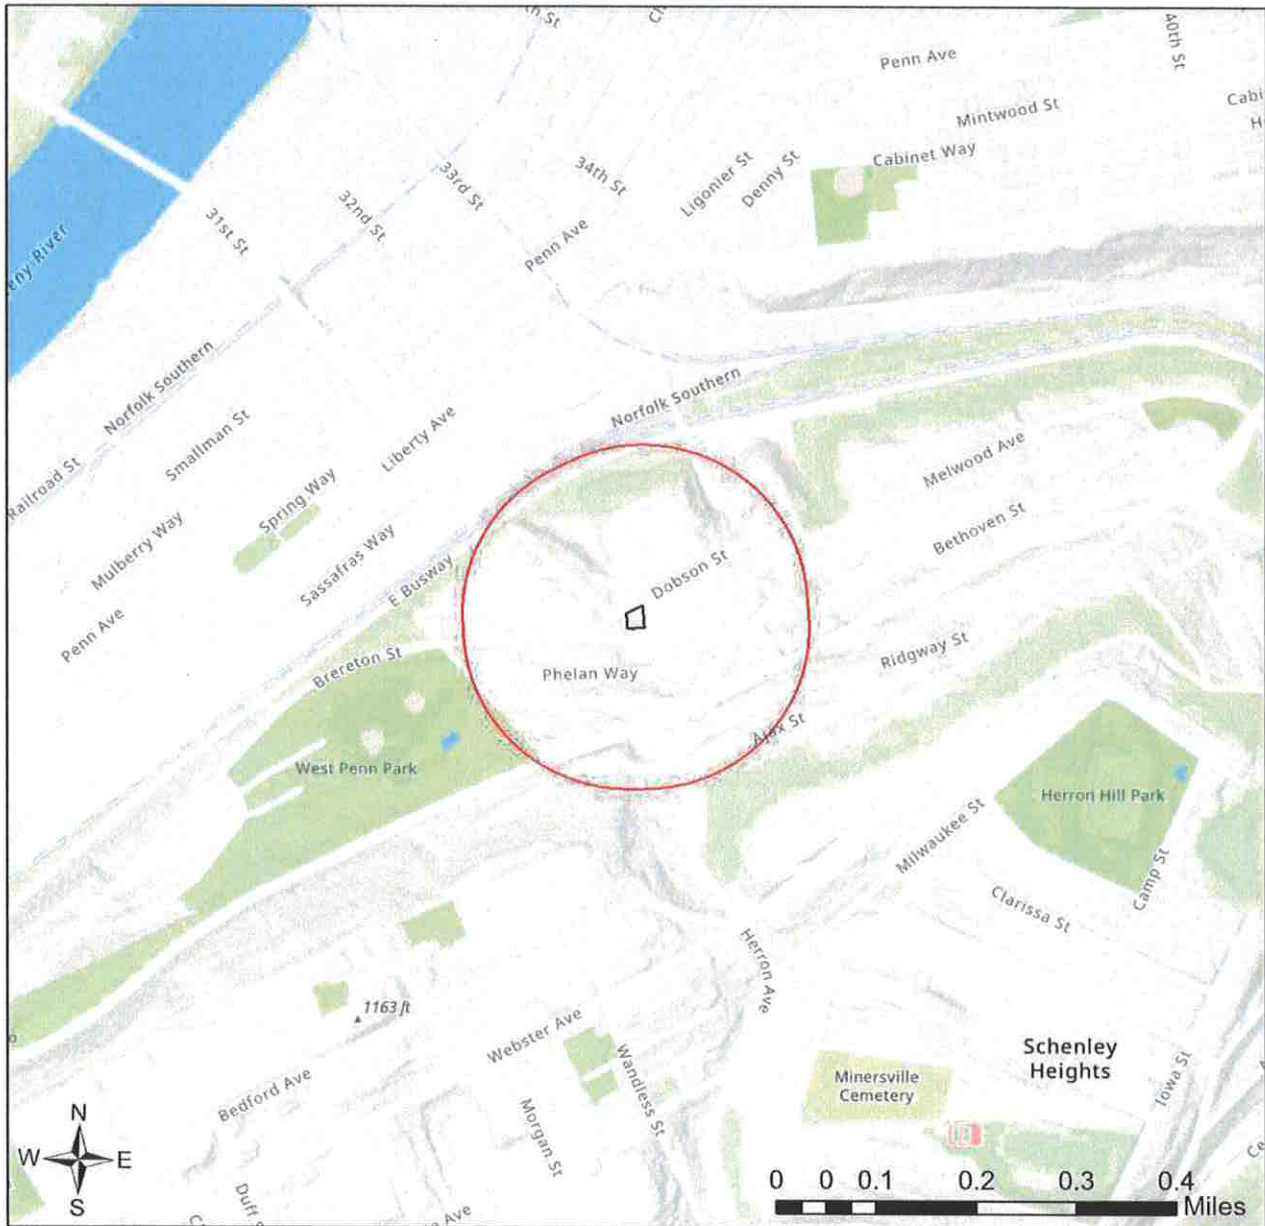 40th St
Penn Ave
Mintwood St
Cabinet Way
34th St
Ligonier St
Denny St
33rd St
32nd St
31st St
Penn Ave
eny River
Norfolk Southern
Norfolk Southern
Smallman St
Liberty Ave
Railroad St
Spring Way
Melwood Ave
Mulberry Way
Sassafras Way
Bethoven St
E Busway
Dobson St
Penn Ave
Brereton St
Ridgway St
Phelan Way
Ajax St
West Penn Park
Herron Hill Park
Milwaukee St
Camp St
Clarissa St
Herron Ave
1163 ft
Webster Ave
Wandless St
Schenley
Heights
Minersville
Cemetery
Iowa St
Bedford Ave
Morgan St
N
W E
S
0 0 0.1 0.2 0.3 0.4
Miles